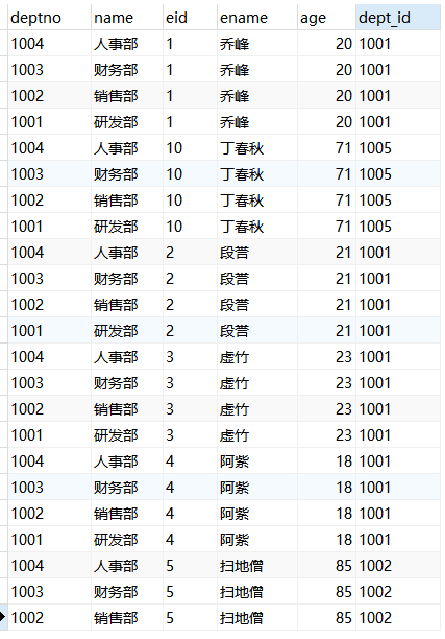 deptno name eid ename age dept_id
1004 人事部 1 乔峰 20 1001
1003 财务部 1 乔峰 20 1001
1002 销售部 1 乔峰 20 1001
1001 研发部 1 乔峰 20 1001
1004 人事部 10 丁春秋 71 1005
1003 财务部 10 丁春秋 71 1005
1002 销售部 10 丁春秋 71 1005
1001 研发部 10 丁春秋 71 1005
1004 人事部 2 段誉 21 1001
1003 财务部 2 段誉 21 1001
1002 销售部 2 段誉 21 1001
1001 研发部 2 段誉 21 1001
1004 人事部 3 虚竹 23 1001
1003 财务部 3 虚竹 23 1001
1002 销售部 3 虚竹 23 1001
1001 研发部 3 虚竹 23 1001
1004 人事部 4 阿紫 18 1001
1003 财务部 4 阿紫 18 1001
1002 销售部 4 阿紫 18 1001
1001 研发部 4 阿紫 18 1001
1004 人事部 5 扫地僧 85 1002
1003 财务部 5 扫地僧 85 1002
1002 销售部 5 扫地僧 85 1002